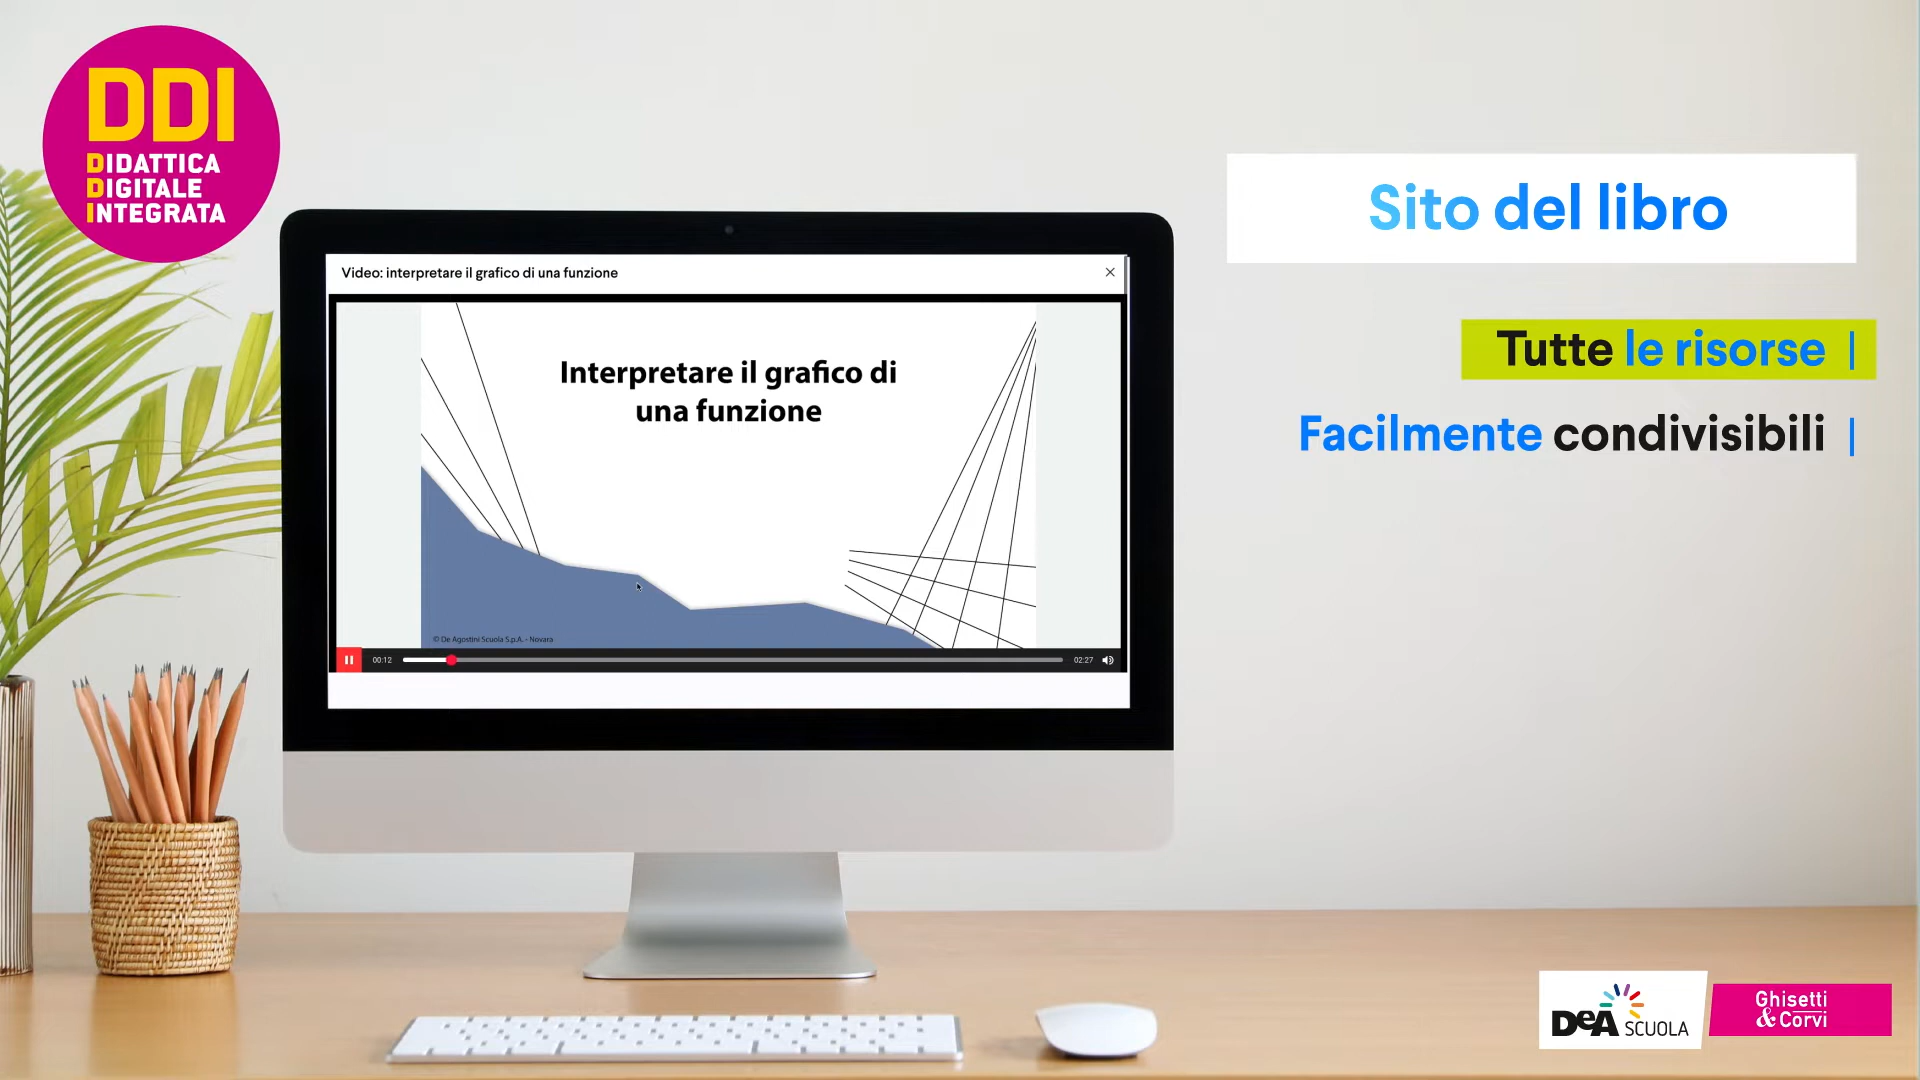 DDI
DIDATTICA
DIGITALE
INTEGRATA
Sito del libro
Tutte le risorse |
Facilmente condivisibili |
Video: interpretare il grafico di una funzione
Interpretare il grafico di
una funzione
© De Agostini Scuola S.p.A. - Novara
00:12
02:27
DeA SCUOLA
Ghisetti
& Corvi